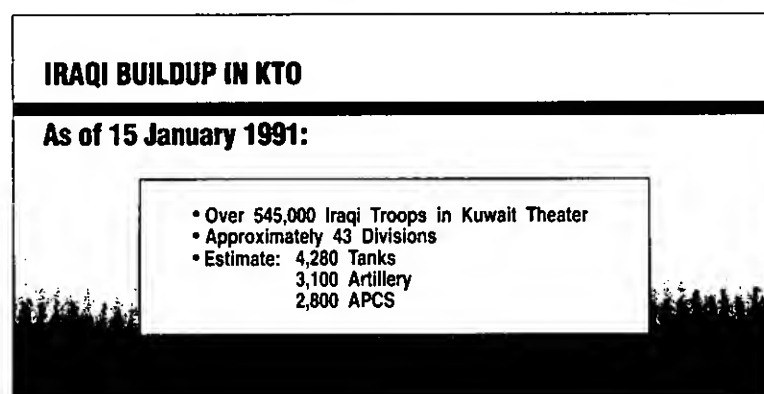 IRAQI BUILDUP IN KTO
As of 15 January 1991:
• Over 545,000 Iraqi Troops in Kuwait Theater
• Approximately 43 Divisions
• Estimate: 4,280 Tanks
3,100 Artillery
2,800 APCS